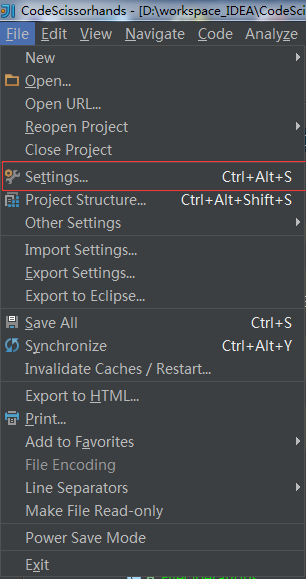 CodeScissorhands - [D:\workspace_IDEA\CodeSci
File Edit View Navigate Code Analyze
New
Open...
Open URL...
Reopen Project
Close Project
Settings... Ctrl+Alt+S
Project Structure... Ctrl+Alt+Shift+S
Other Settings
Import Settings...
Export Settings...
Export to Eclipse...
Save All Ctrl+S
Synchronize Ctrl+Alt+Y
Invalidate Caches / Restart...
Export to HTML...
Print...
Add to Favorites
File Encoding
Line Separators
Make File Read-only
Power Save Mode
Exit